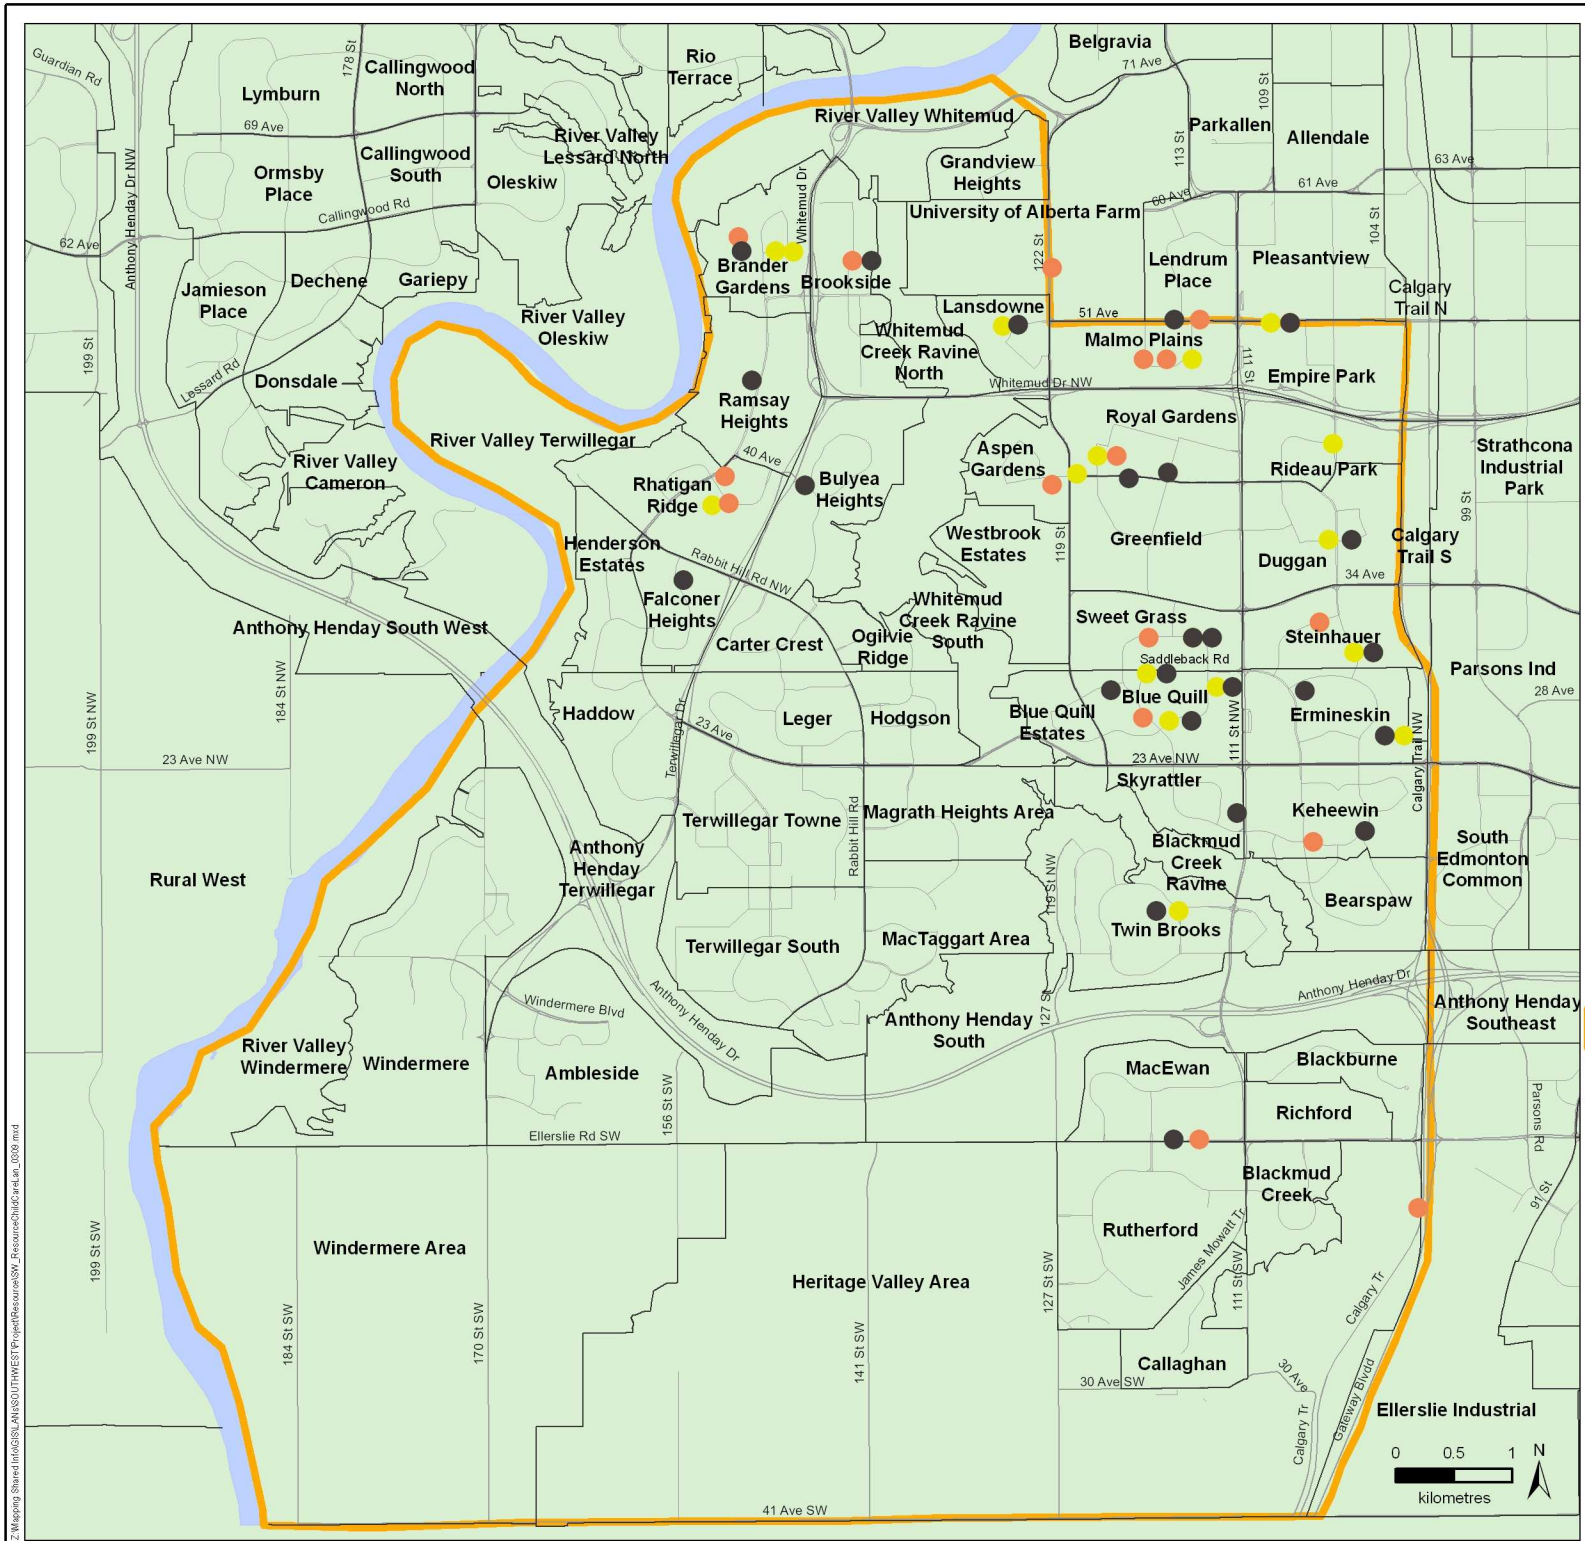 Belgravia
Rio
Terrace
Callingwood
North
Guardian Rd
178 St
71 Ave
Lymburn
109 St
River Valley Whitemud
Parkallen
Allendale
69 Ave
River Valley
Lessard North
113 St
Callingwood
South
Grandview
Heights
63 Ave
Ormsby
Place
Oleskiw
61 Ave
60 Ave
Anthony Henday Dr NW
Callingwood Rd
Whitemud Dr
University of Alberta Farm
104 St
62 Ave
122 St
Brander
Gardens
Brookside
Lendrum
Place
Pleasantview
Jamieson
Place
Dechene
Gariepy
Calgary
Trail N
Lansdowne
51 Ave
River Valley
Oleskiw
Whitemud
Creek Ravine
North
Malmo Plains
199 St
111 St
Lessard Rd
Donsdale
Whitemud Dr NW
Empire Park
Ramsay
Heights
Royal Gardens
River Valley Terwillegar
Aspen
Gardens
Strathcona
Industrial
Park
River Valley
Cameron
40 Ave
Rideau Park
Rhatigan
Ridge
Bulyea
Heights
99 St
Westbrook
Estates
119 St
Greenfield
Calgary
Trail S
Henderson
Estates
Rabbit Hill Rd NW
Duggan
34 Ave
Falconer
Heights
Whitemud
Creek Ravine
South
Sweet Grass
Anthony Henday South West
Carter Crest
Ogilvie
Ridge
Steinhauer
Saddleback Rd
Parsons Ind
184 St NW
28 Ave
Haddow
Leger
Hodgson
Blue Quill
Estates
Blue Quill
Ermineskin
199 St NW
23 Ave
Terwillegar Dr
111 St NW
Calgary Trail NW
23 Ave NW
23 Ave NW
Skyrattler
Terwillegar Towne
Magrath Heights Area
Keheewin
Rabbit Hill Rd
Anthony
Henday
Terwillegar
Blackmud
Creek
Ravine
South
Edmonton
Common
Rural West
119 St NW
Bearspaw
Twin Brooks
Terwillegar South
MacTaggart Area
Anthony Henday Dr
Windermere Blvd
Anthony Henday Dr
127 St
Anthony Henday
South
Anthony Henday
Southeast
River Valley
Windermere
Windermere
Ambleside
MacEwan
Blackburne
156 St SW
Richford
Parsons Rd
Ellerslie Rd SW
Blackmud
Creek
91 St
199 St SW
Windermere Area
Rutherford
James Mowatt Tr
Heritage Valley Area
127 St SW
111 St SW
Calgary Tr
184 St SW
170 St SW
141 St SW
Callaghan
30 Ave SW
30 Ave
Gateway Blvdd
Calgary Tr
Ellerslie Industrial
0 0.5 1
kilometres
N
41 Ave SW
Z:\Mapping Shared Info\GIS\LANs\SOUTHWEST\Project\Resource\SW_ResourceChildCareLan_0309.mxd